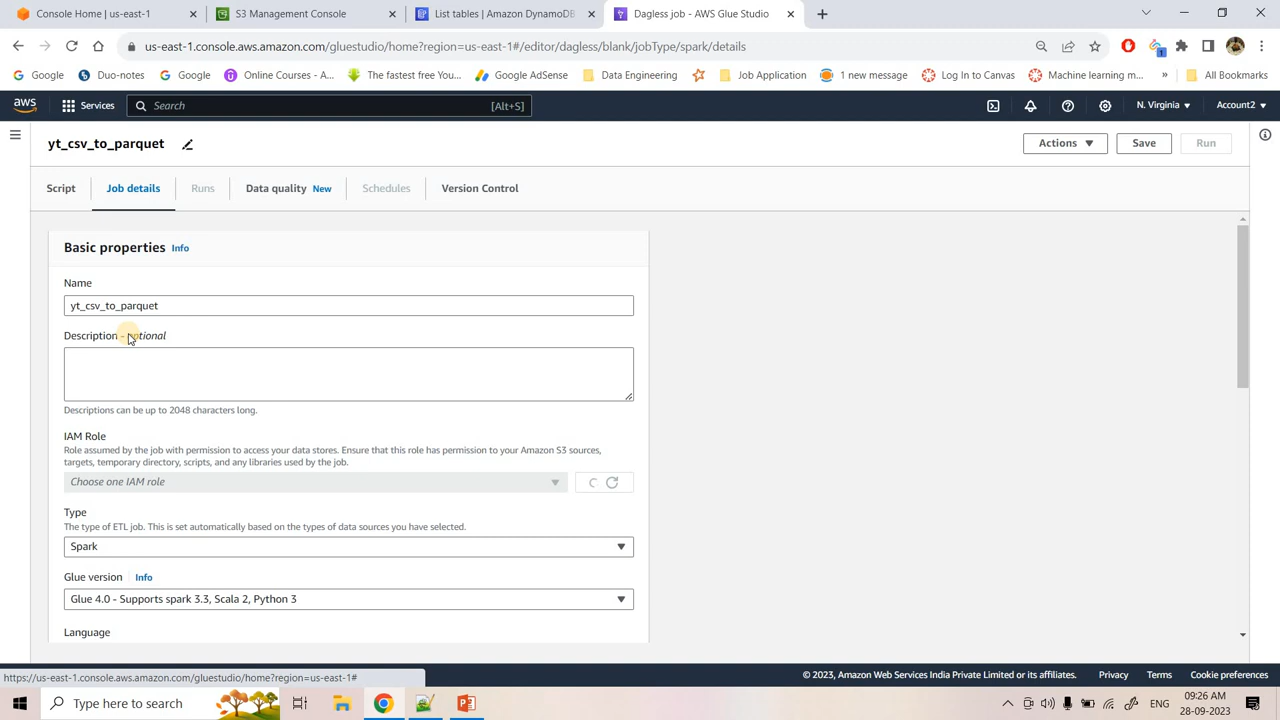 Console Home | us-east-1
S3 Management Console
List tables | Amazon DynamoDB
Dagless job - AWS Glue Studio
us-east-1.console.aws.amazon.com/gluestudio/home?region=us-east-1#/editor/dagless/blank/jobType/spark/details
Google
Duo-notes
Google
Online Courses - A...
The fastest free You...
Google AdSense
Data Engineering
Job Application
1 new message
Log In to Canvas
Machine learning m...
»
All Bookmarks
aws
Services
Search
[Alt+S]
N. Virginia
Account2
yt_csv_to_parquet
Actions
Save
Run
Script
Job details
Runs
Data quality New
Schedules
Version Control
Basic properties Info
Name
yt_csv_to_parquet
Description - optional
Descriptions can be up to 2048 characters long.
IAM Role
Role assumed by the job with permission to access your data stores. Ensure that this role has permission to your Amazon S3 sources,
targets, temporary directory, scripts, and any libraries used by the job.
Choose one IAM role
Type
The type of ETL job. This is set automatically based on the types of data sources you have selected.
Spark
Glue version Info
Glue 4.0 - Supports spark 3.3, Scala 2, Python 3
Language
https://us-east-1.console.aws.amazon.com/gluestudio/home?region=us-east-1#
© 2023, Amazon Web Services India Private Limited or its affiliates.
Privacy
Terms
Cookie preferences
Type here to search
ENG
09:26 AM
28-09-2023